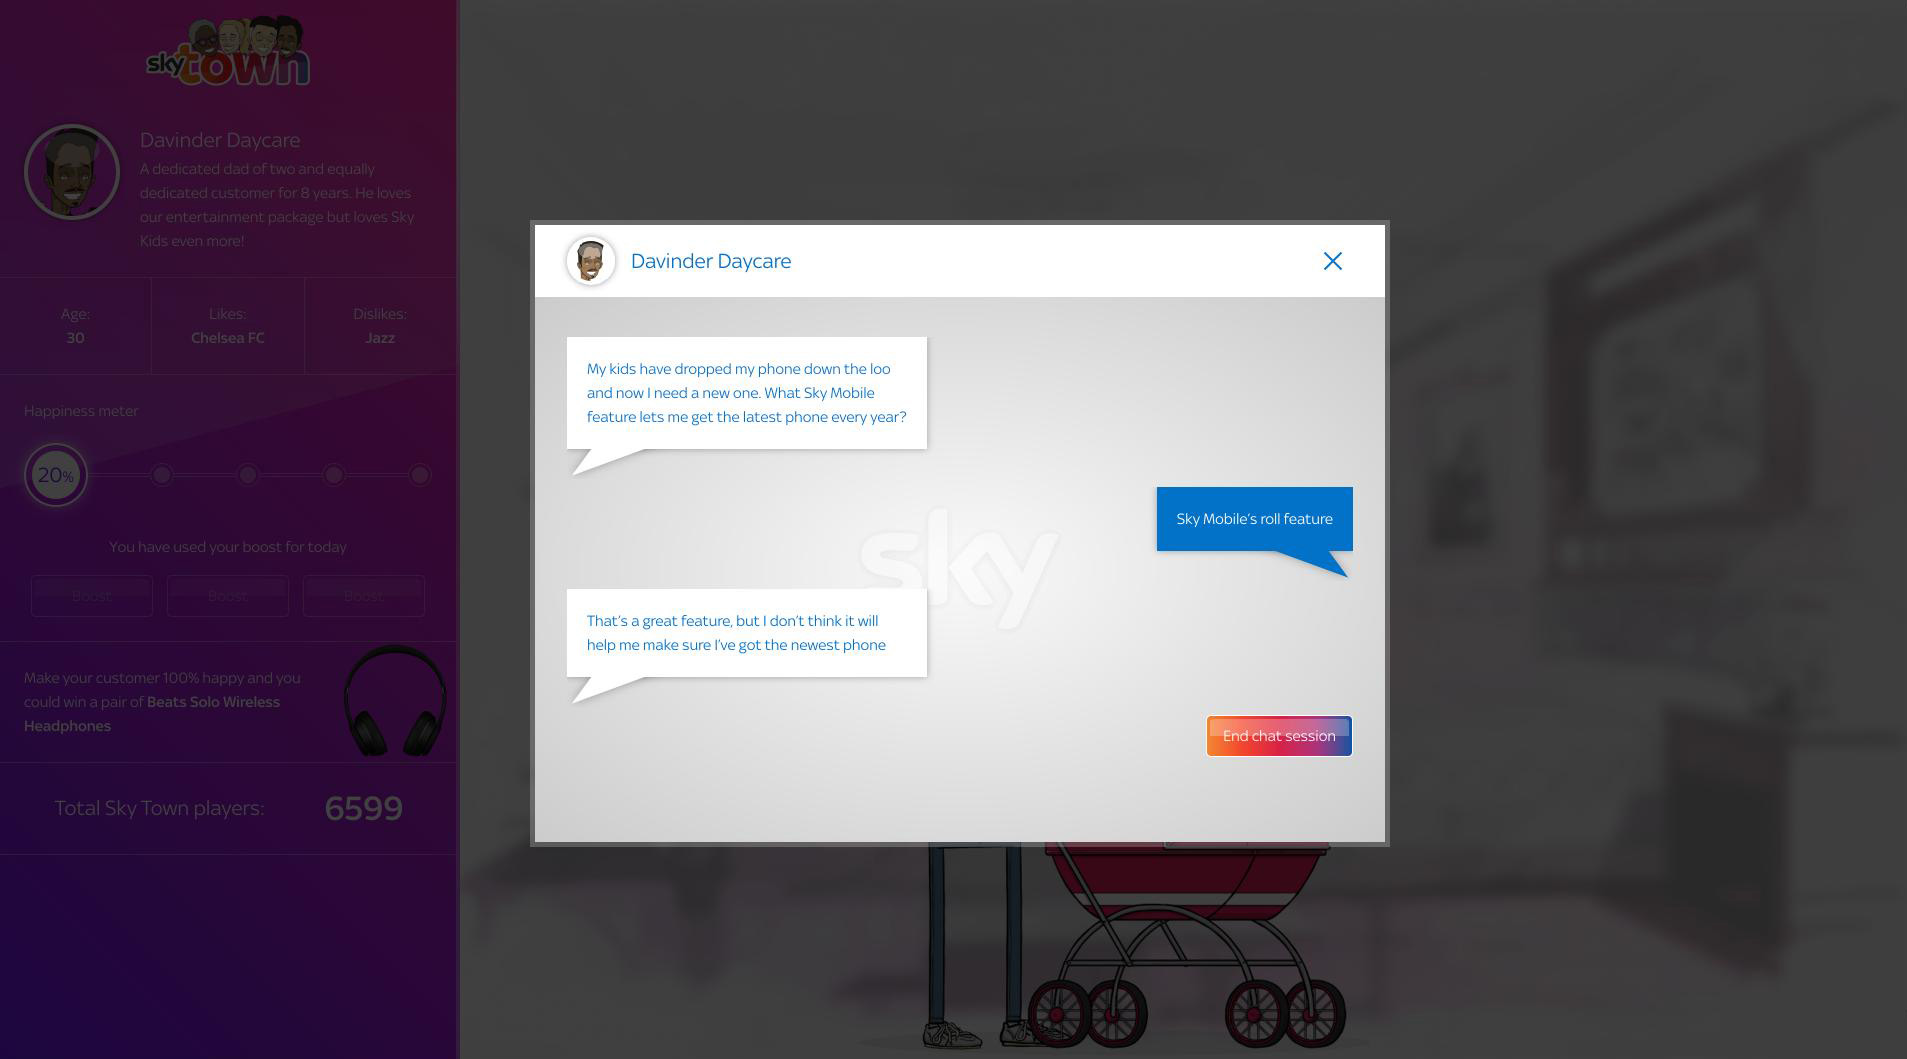 sky town
Davinder Daycare
A dedicated dad of two and equally
dedicated customer for 8 years. He loves
our entertainment package but loves Sky
Kids even more!
Age:
30
Likes:
Chelsea FC
Dislikes:
Jazz
Happiness meter
20%
You have used your boost for today
Boost
Boost
Boost
Make your customer 100% happy and you
could win a pair of Beats Solo Wireless
Headphones
Total Sky Town players:
6599
Davinder Daycare
My kids have dropped my phone down the loo
and now I need a new one. What Sky Mobile
feature lets me get the latest phone every year?
Sky Mobile's roll feature
sky
That's a great feature, but I don't think it will
help me make sure I've got the newest phone
End chat session